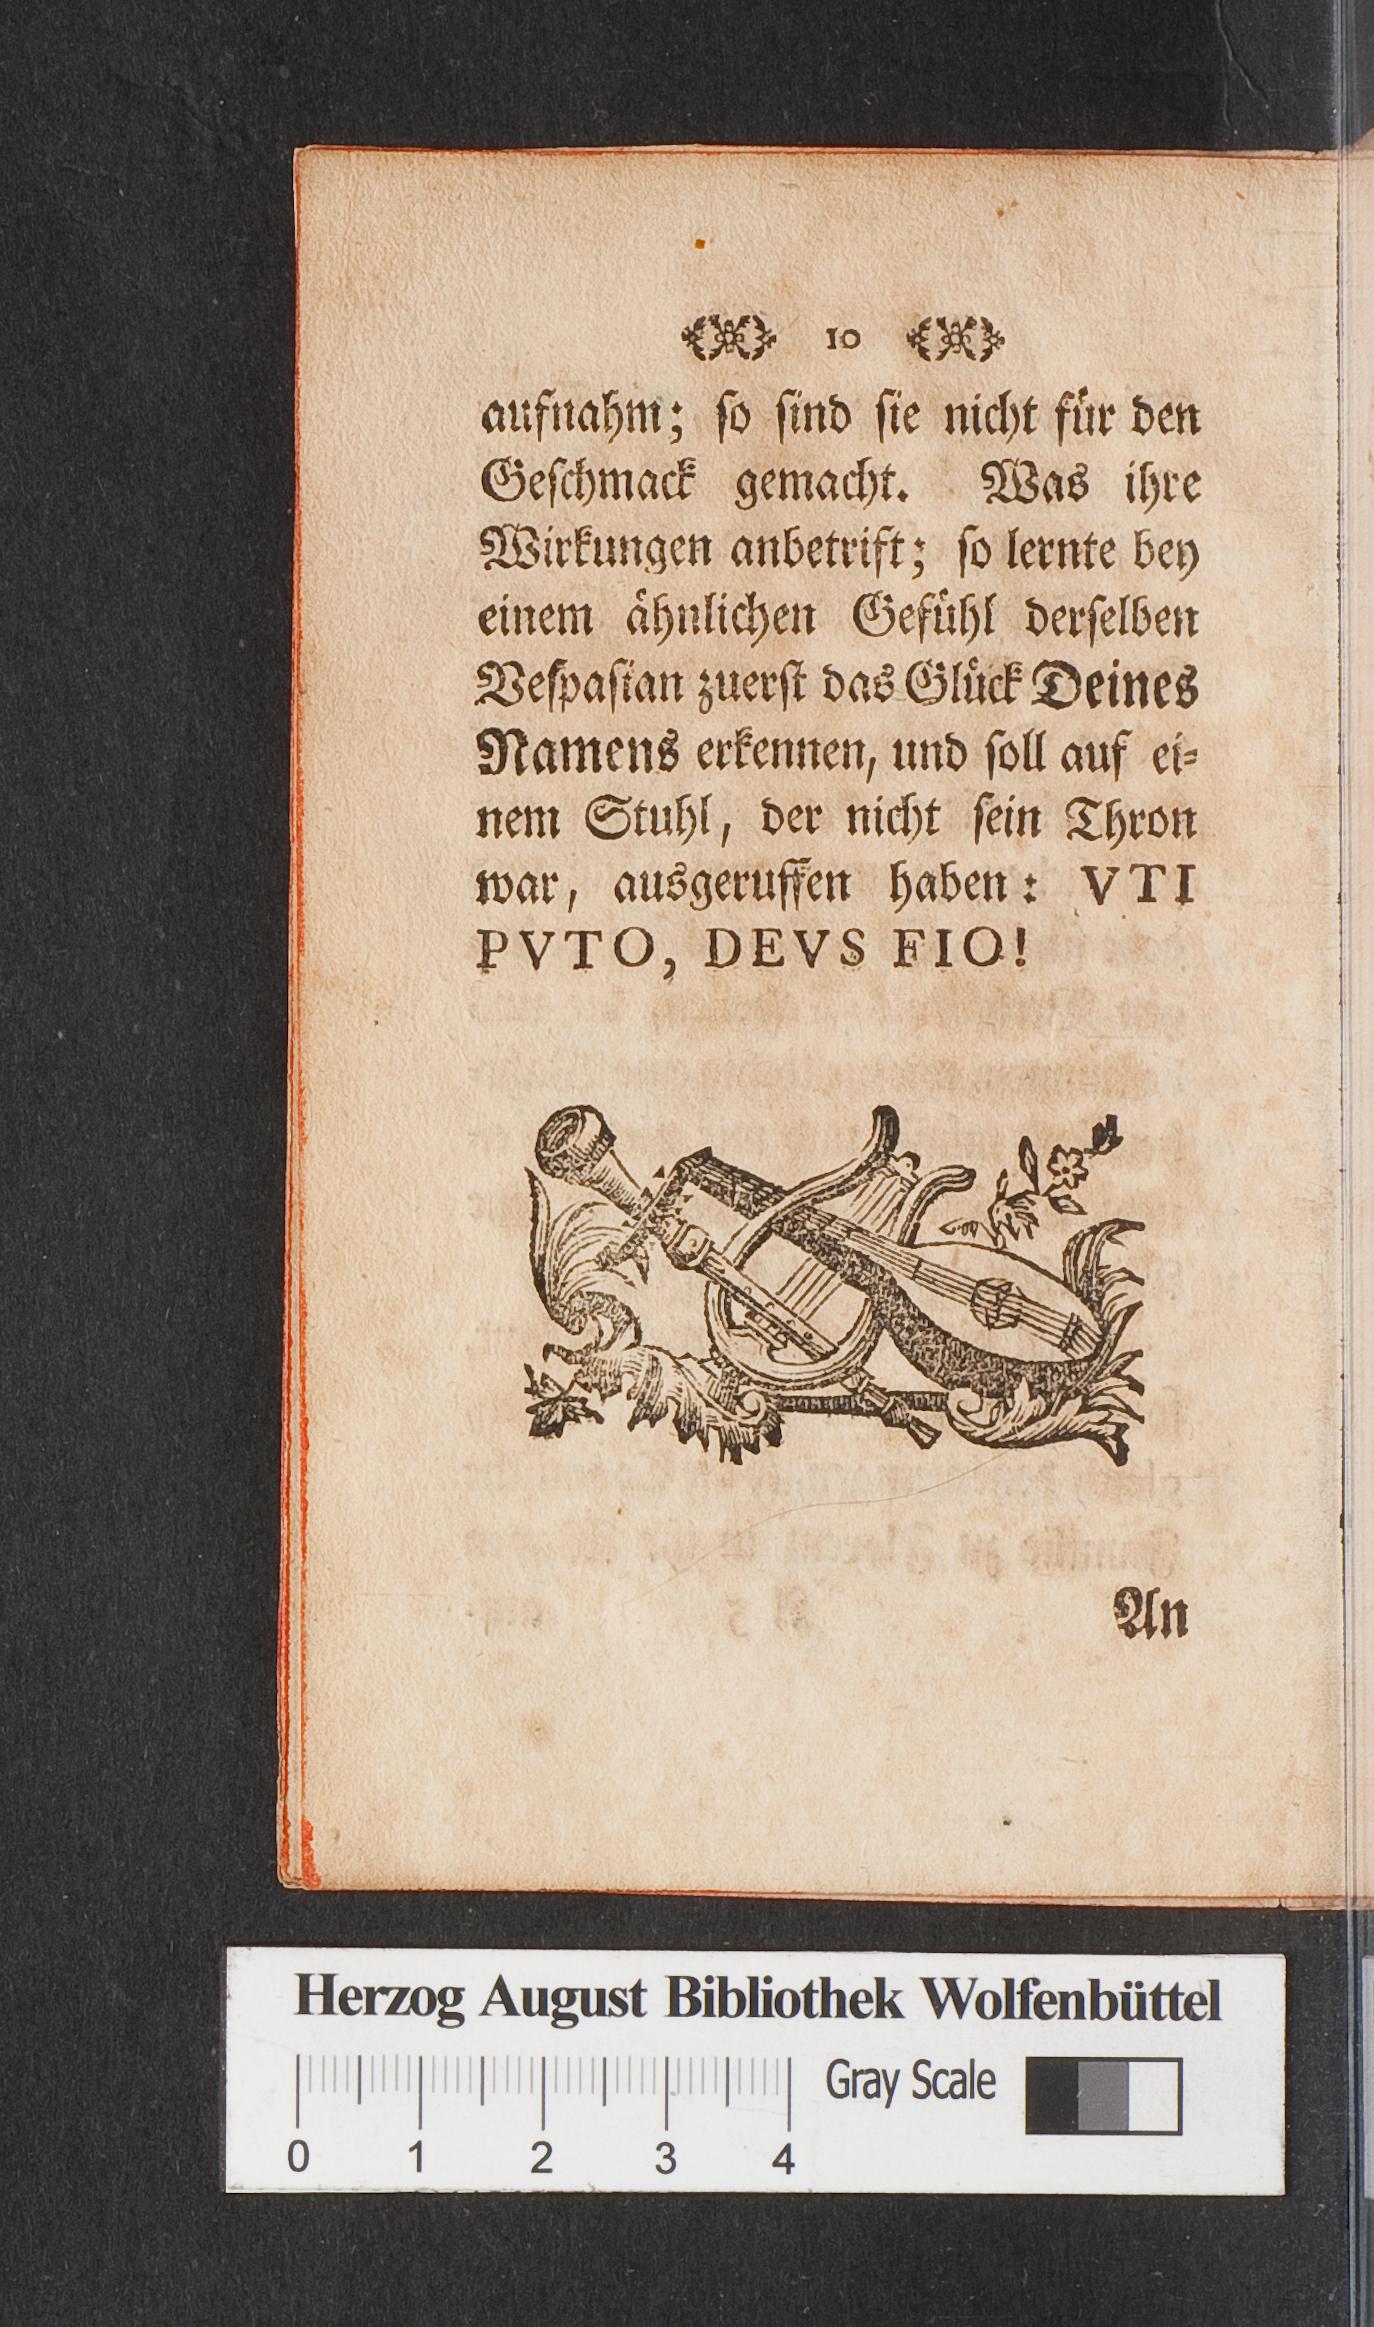 10
aufnahm; so sind sie nicht für den
Geschmack gemacht. Was ihre
Wirkungen anbetrift; so lernte bey
einem ähnlichen Gefühl derselben
Vespasian zuerst das Glück Deines
Namens erkennen, und soll auf ei-
nem Stuhl, der nicht sein Thron
war, ausgeruffen haben: VTI
PVTO, DEVS FIO!
An
Herzog August Bibliothek Wolfenbüttel
Gray Scale
0 1 2 3 4